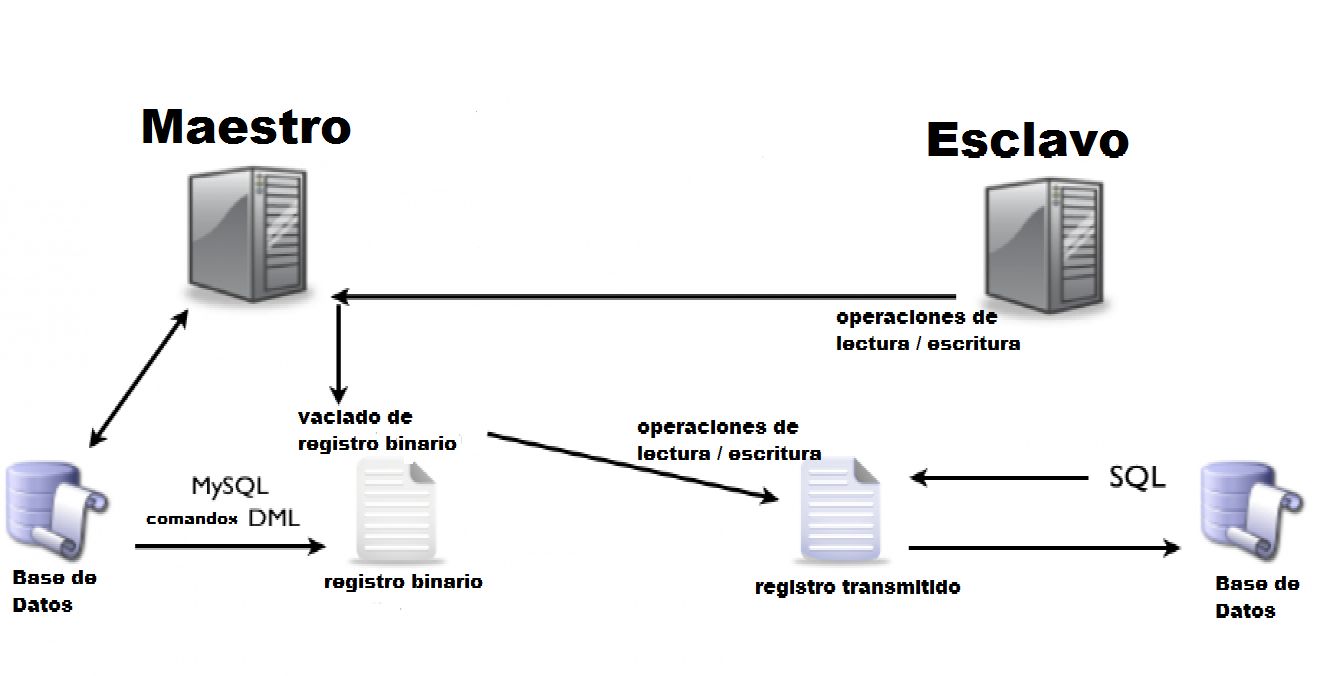 Maestro
Esclavo
operaciones de
lectura / escritura
vaciado de
registro binario
operaciones de
lectura / escritura
MySQL
comandos DML
SQL
Base de
Datos
registro binario
registro transmitido
Base de
Datos